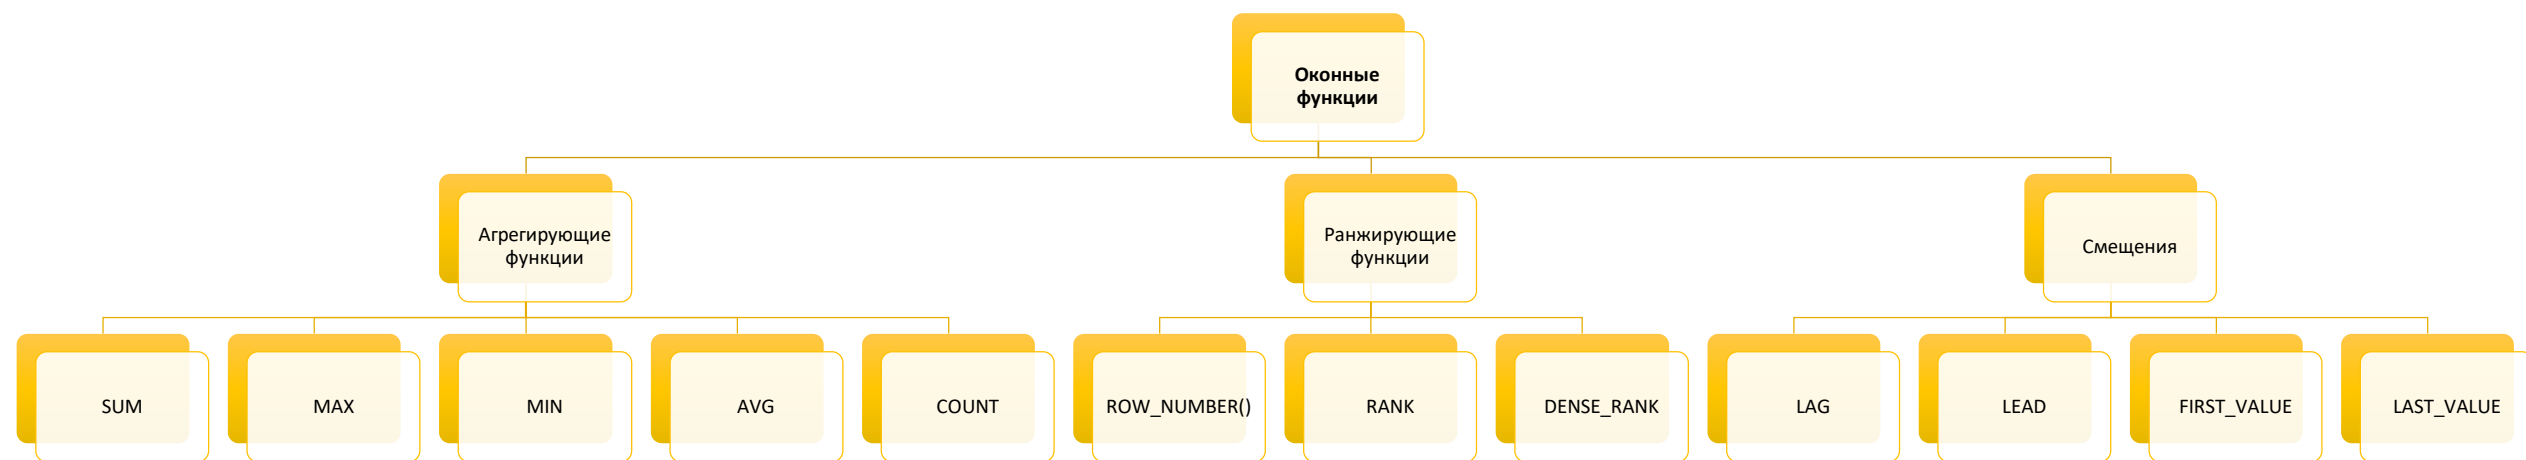 Оконные
функции
Агрегирующие
функции
Ранжирующие
функции
Смещения
SUM
MAX
MIN
AVG
COUNT
ROW_NUMBER()
RANK
DENSE_RANK
LAG
LEAD
FIRST_VALUE
LAST_VALUE